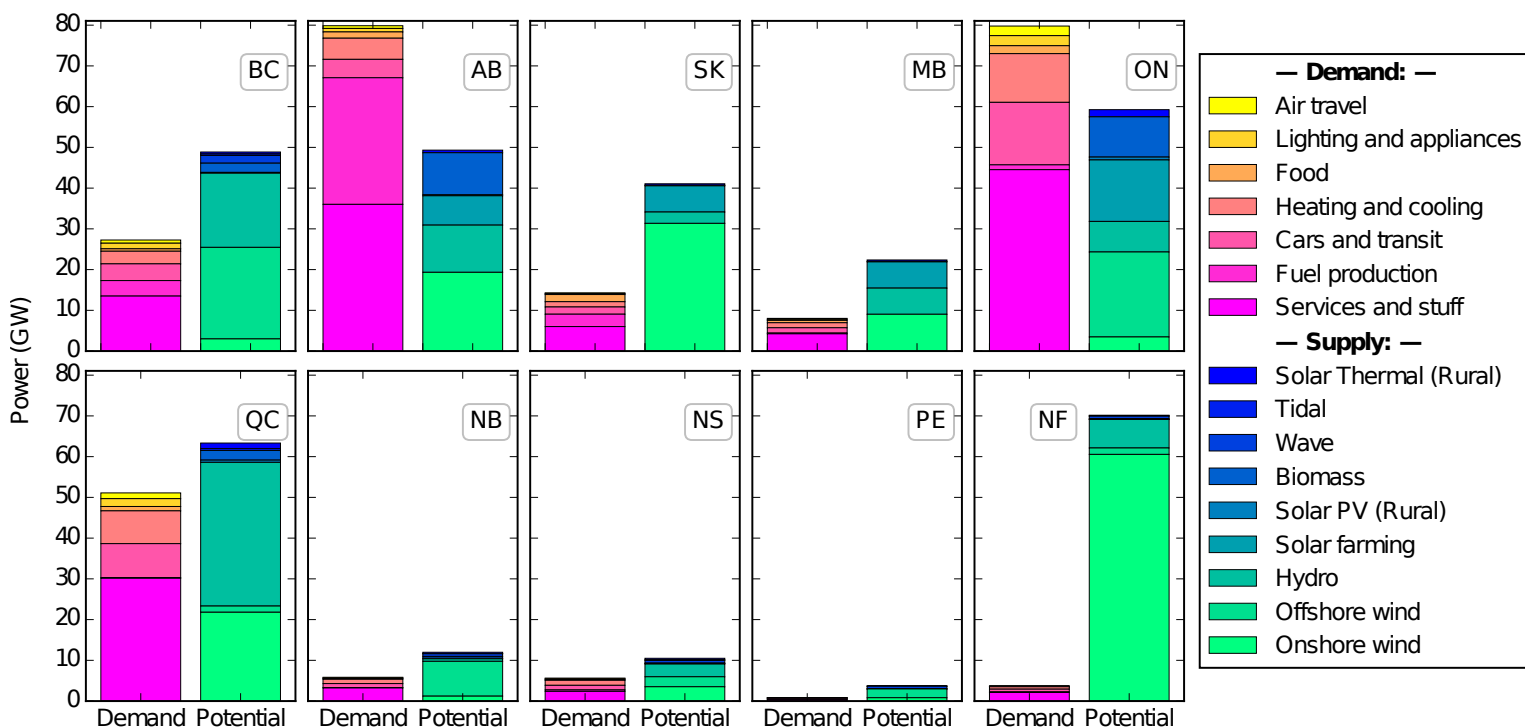 Power (GW)
80
70
60
50
40
30
20
10
0
BC
AB
SK
MB
ON
80
70
60
50
40
30
20
10
0
QC
NB
NS
PE
NF
Demand Potential
Demand Potential
Demand Potential
Demand Potential
Demand Potential
— Demand: —
Air travel
Lighting and appliances
Food
Heating and cooling
Cars and transit
Fuel production
Services and stuff
— Supply: —
Solar Thermal (Rural)
Tidal
Wave
Biomass
Solar PV (Rural)
Solar farming
Hydro
Offshore wind
Onshore wind